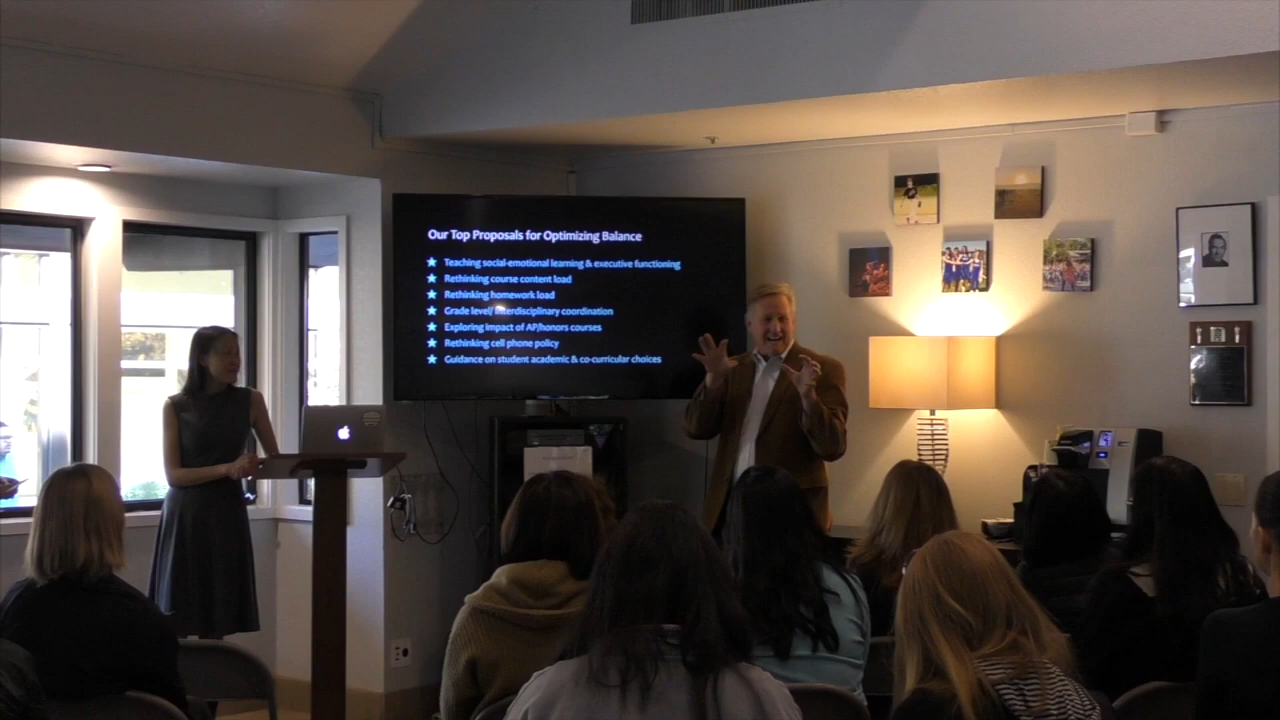 Our Top Proposals for Optimizing Balance
★ Teaching social-emotional learning & executive functioning
★ Rethinking course content load
★ Rethinking homework load
★ Grade level/ interdisciplinary coordination
★ Exploring impact of AP/honors courses
★ Rethinking cell phone policy
★ Guidance on student academic & co-curricular choices